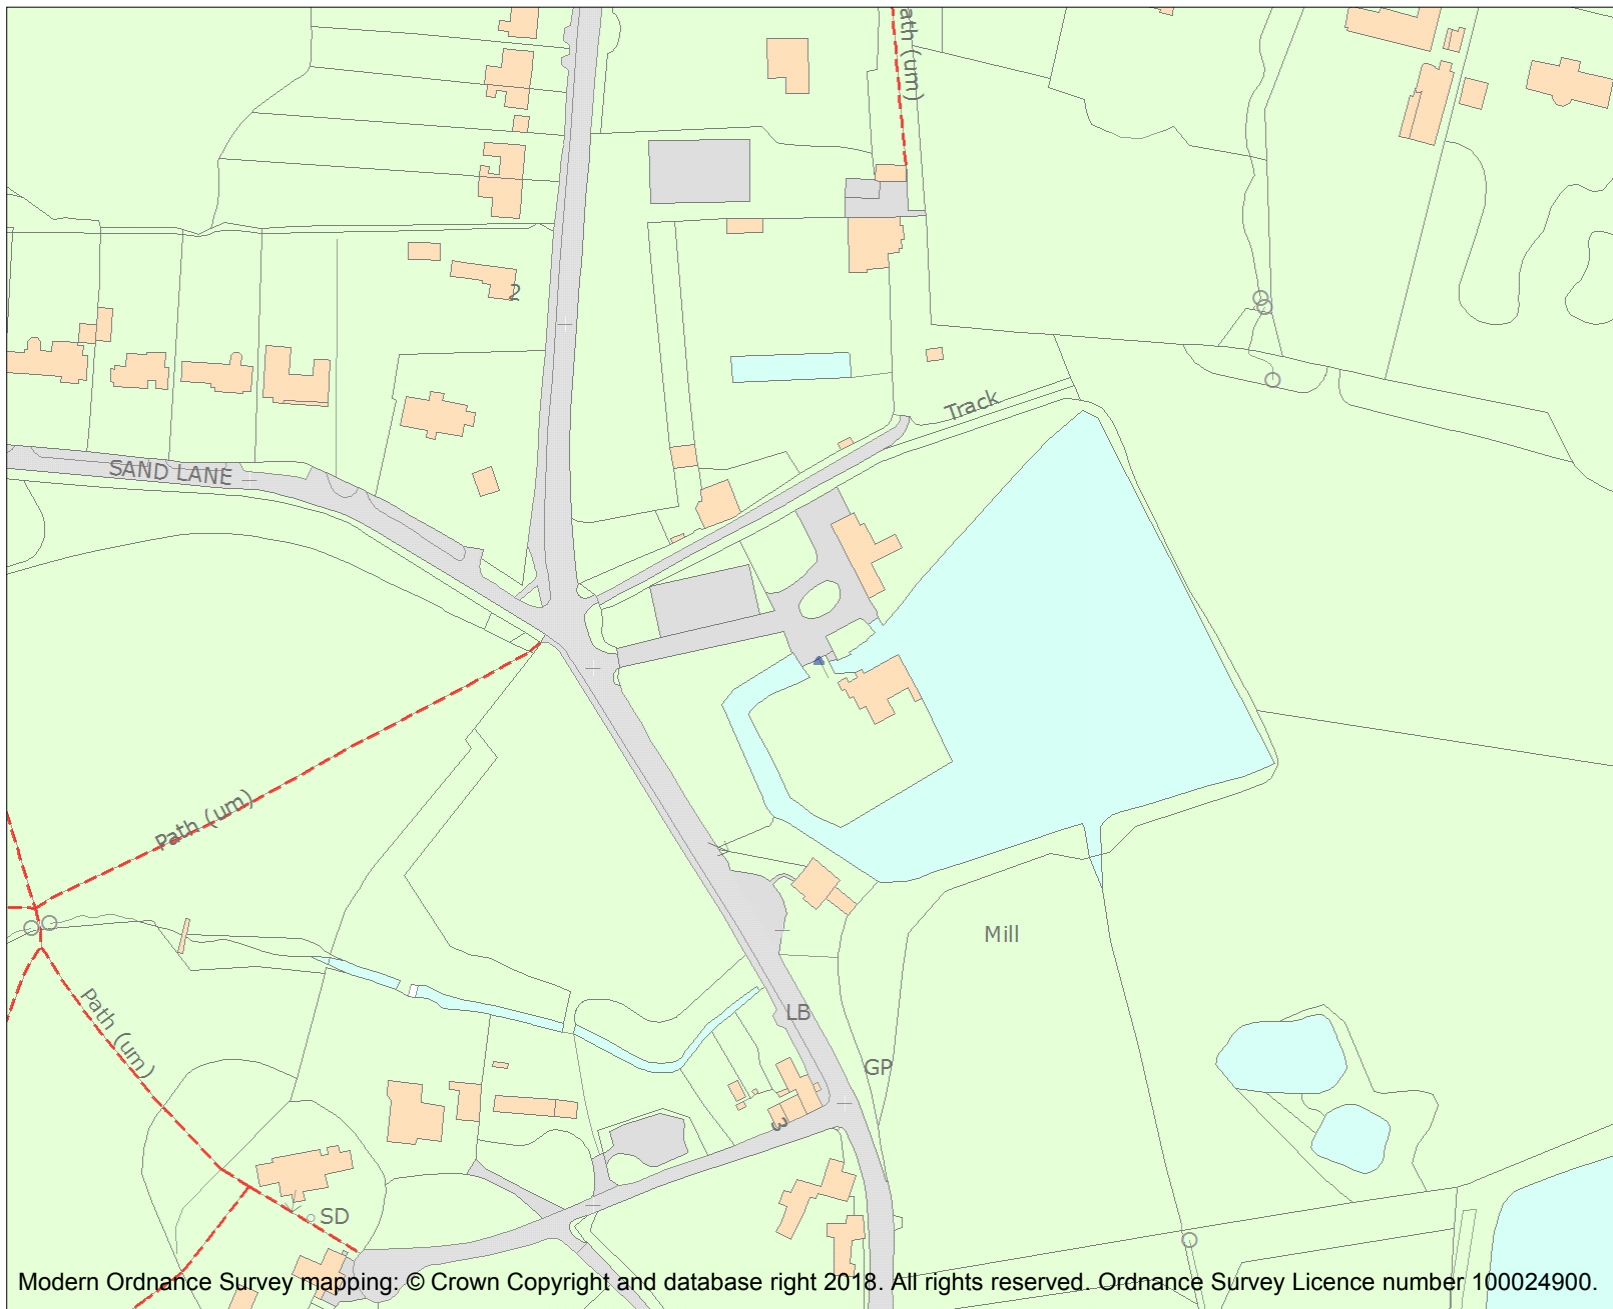 ath (um)
2
Track
SAND LANE
Path (um)
Mill
Path (um)
LB
GP
3
SD
Modern Ordnance Survey mapping: © Crown Copyright and database right 2018. All rights reserved. Ordnance Survey Licence number 100024900.